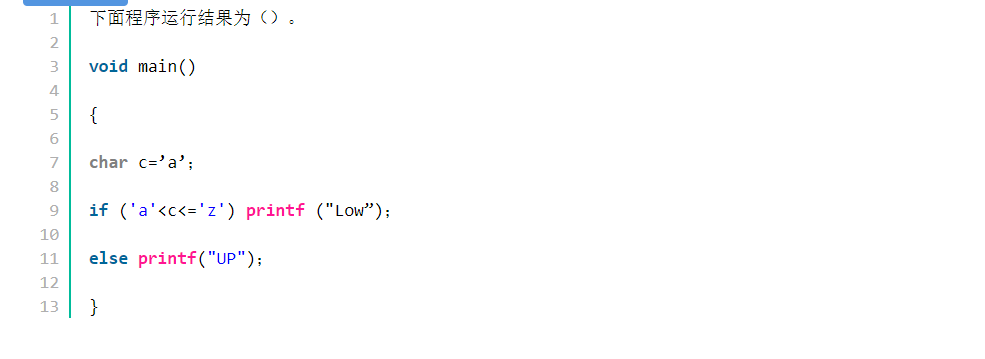 1 下面程序运行结果为（）。
2
3 void main()
4
5 {
6
7 char c=’a’；
8
9 if ('a'<c<='z') printf ("Low”)；
10
11 else printf("UP")；
12
13 }